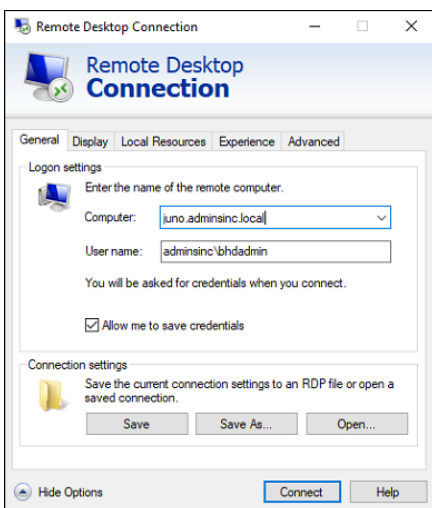 Remote Desktop Connection
Remote Desktop
Connection
General Display Local Resources Experience Advanced
Logon settings
Enter the name of the remote computer.
Computer: juno.adminsinc.local
User name: adminsinc\bhdadmin
You will be asked for credentials when you connect.
Allow me to save credentials
Connection settings
Save the current connection settings to an RDP file or open a
saved connection.
Save Save As... Open...
Hide Options Connect Help